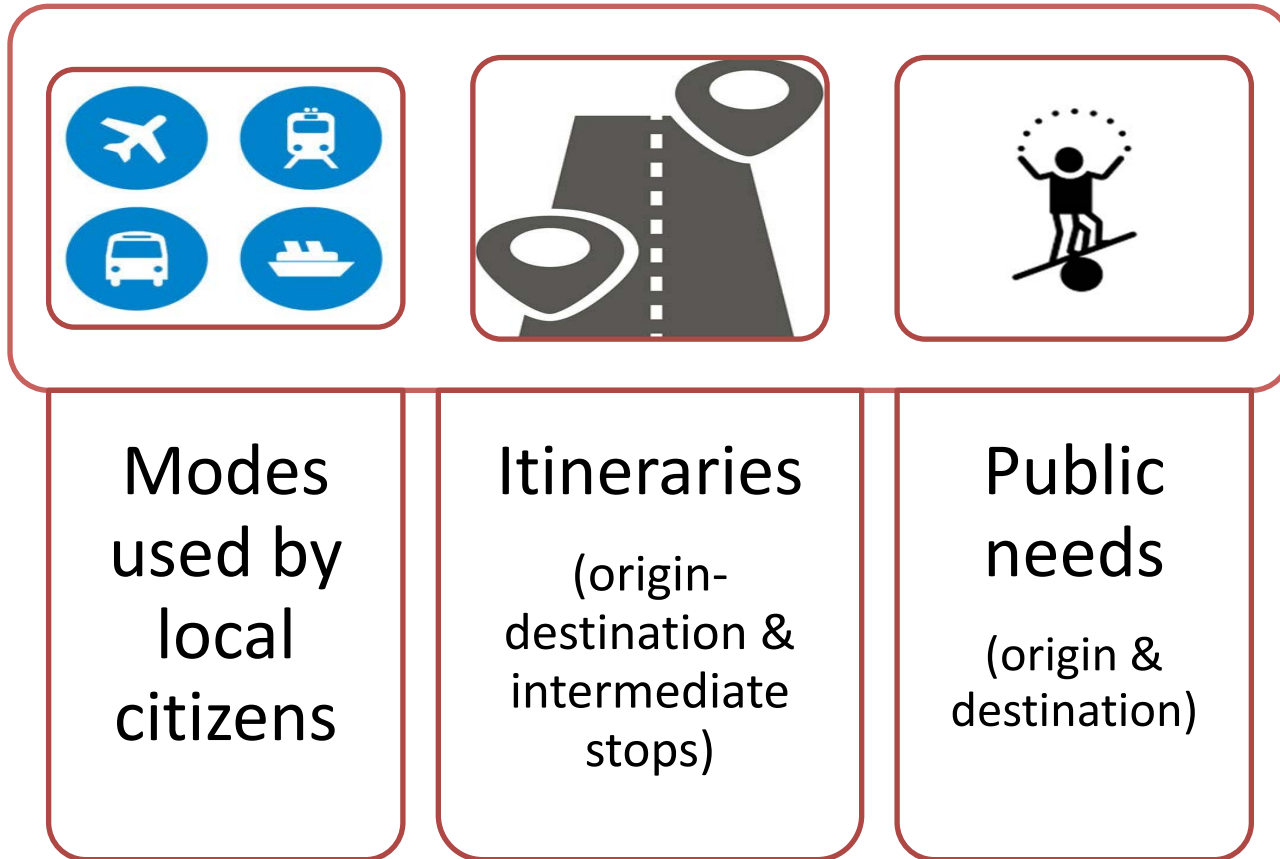 Modes
used by
local
citizens
Itineraries
(origin-
destination &
intermediate
stops)
Public
needs
(origin &
destination)